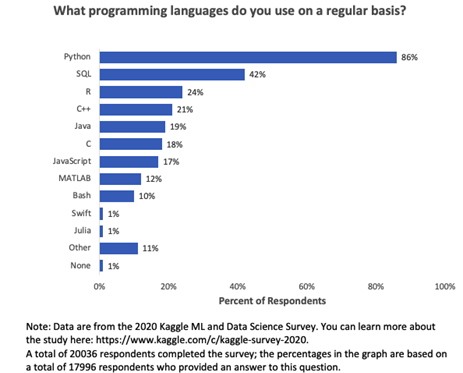 What programming languages do you use on a regular basis?
Python 86%
SQL 42%
R 24%
C++ 21%
Java 19%
C 18%
JavaScript 17%
MATLAB 12%
Bash 10%
Swift 1%
Julia 1%
Other 11%
None 1%
0% 20% 40% 60% 80% 100%
Percent of Respondents
Note: Data are from the 2020 Kaggle ML and Data Science Survey. You can learn more about
the study here: https://www.kaggle.com/c/kaggle-survey-2020.
A total of 20036 respondents completed the survey; the percentages in the graph are based on
a total of 17996 respondents who provided an answer to this question.